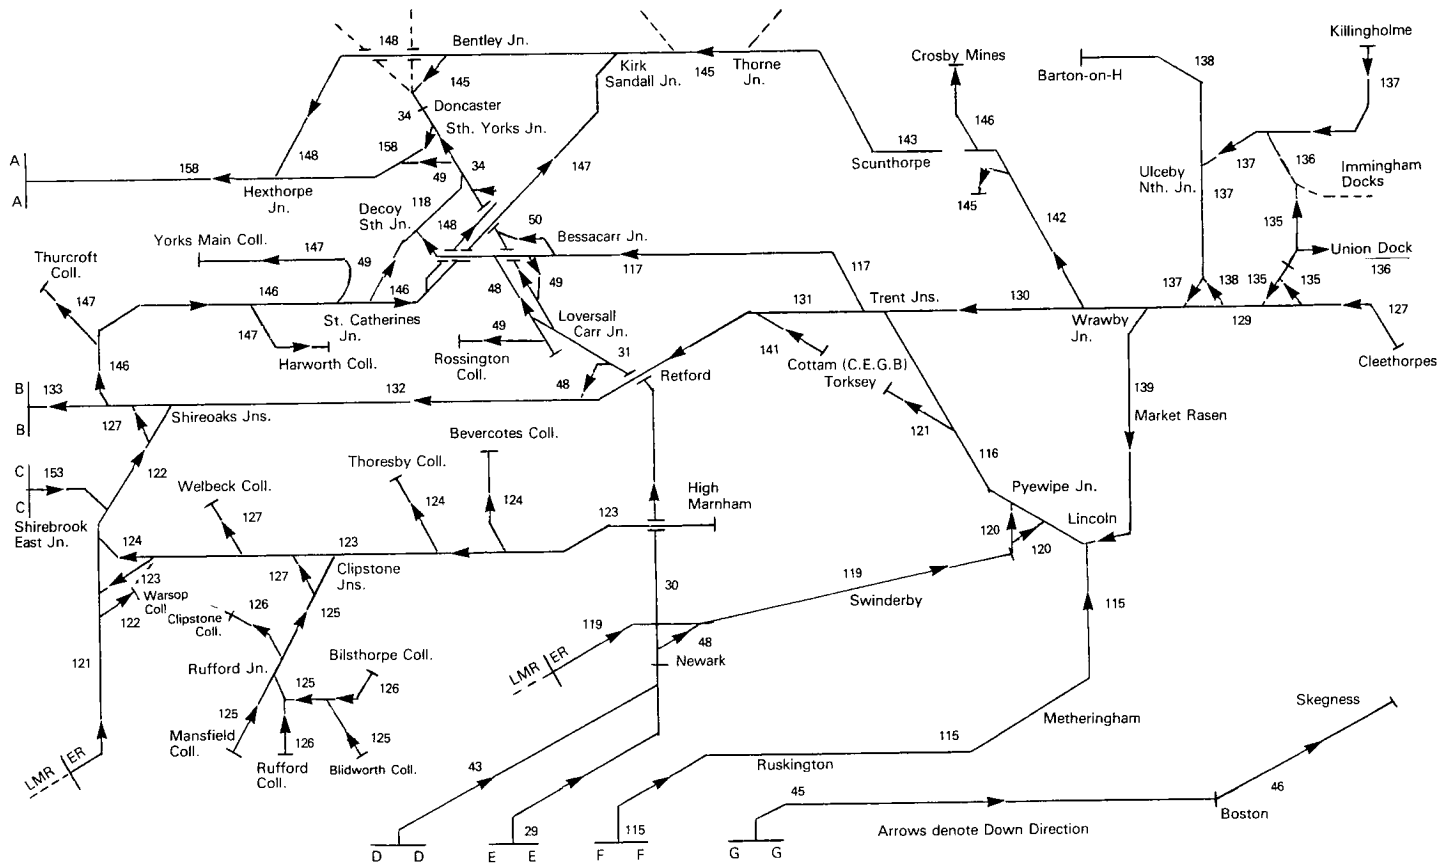 148
Bentley Jn.
145
Kirk
Sandall Jn.
145
Thorne
Jn.
Crosby Mines
Killingholme
Barton-on-H
138
137
Doncaster
34
Sth. Yorks Jn.
158
34
49
147
146
143
Scunthorpe
145
142
Ulceby
Nth. Jn.
137
137
136
Immingham
Docks
135
Union Dock
136
A
A
158
148
Hexthorpe
Jn.
Decoy
Sth Jn.
118
148
50
Bessacarr Jn.
117
117
Yorks Main Coll.
147
49
Thurcroft
Coll.
147
146
St. Catherines
Jn.
146
147
Harworth Coll.
146
48
49
Loversall
Carr Jn.
49
Rossington
Coll.
31
48
Retford
131
141
Cottam (C.E.G.B)
Torksey
121
Trent Jns.
130
Wrawby
Jn.
137
138
135
135
129
127
Cleethorpes
139
Market Rasen
B
B
133
132
127
Shireoaks Jns.
122
C
C
153
Shirebrook
East Jn.
124
123
Warsop
Coll
122
121
LMR
ER
Welbeck Coll.
127
Thoresby Coll.
124
Bevercotes Coll.
124
123
High
Marnham
123
Clipstone
Jns.
127
125
126
Clipstone
Coll.
Rufford Jn.
125
Bilsthorpe Coll.
126
125
Mansfield
Coll.
126
Rufford
Coll.
125
Blidworth Coll.
116
Pyewipe Jn.
Lincoln
120
120
119
Swinderby
30
119
LMR
ER
48
Newark
115
Metheringham
115
Ruskington
43
29
115
45
Skegness
46
Boston
Arrows denote Down Direction
D D
E E
F F
G G